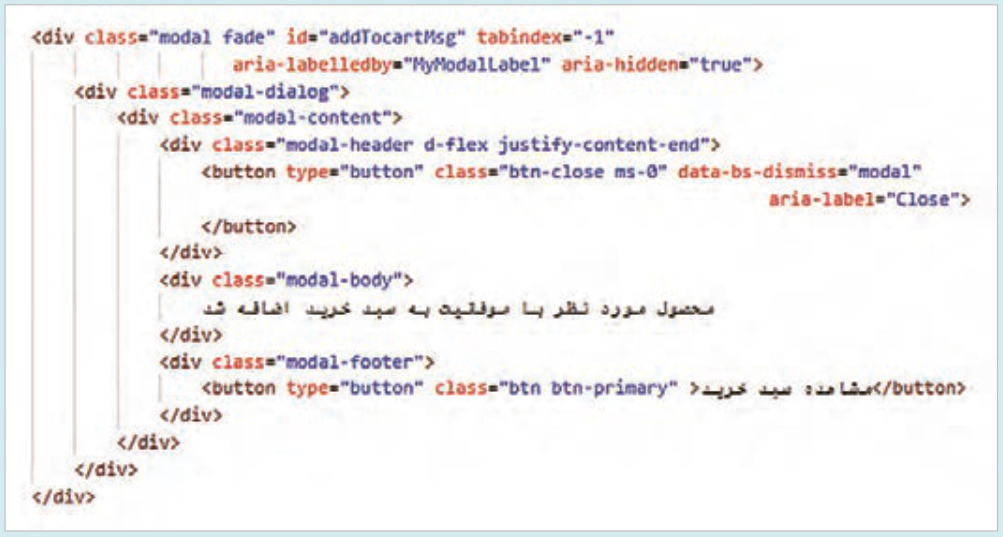 <div class="modal fade" id="addTocartMsg" tabindex="-1"
aria-labelledby="MyModalLabel" aria-hidden="true">
<div class="modal-dialog">
<div class="modal-content">
<div class="modal-header d-flex justify-content-end">
<button type="button" class="btn-close ms-0" data-bs-dismiss="modal"
aria-label="Close">
</button>
</div>
<div class="modal-body">
محصول مورد نظر با موفقیت به سبد خرید اضافه شد
</div>
<div class="modal-footer">
<button type="button" class="btn btn-primary" >مشاهده سبد خرید</button>
</div>
</div>
</div>
</div>